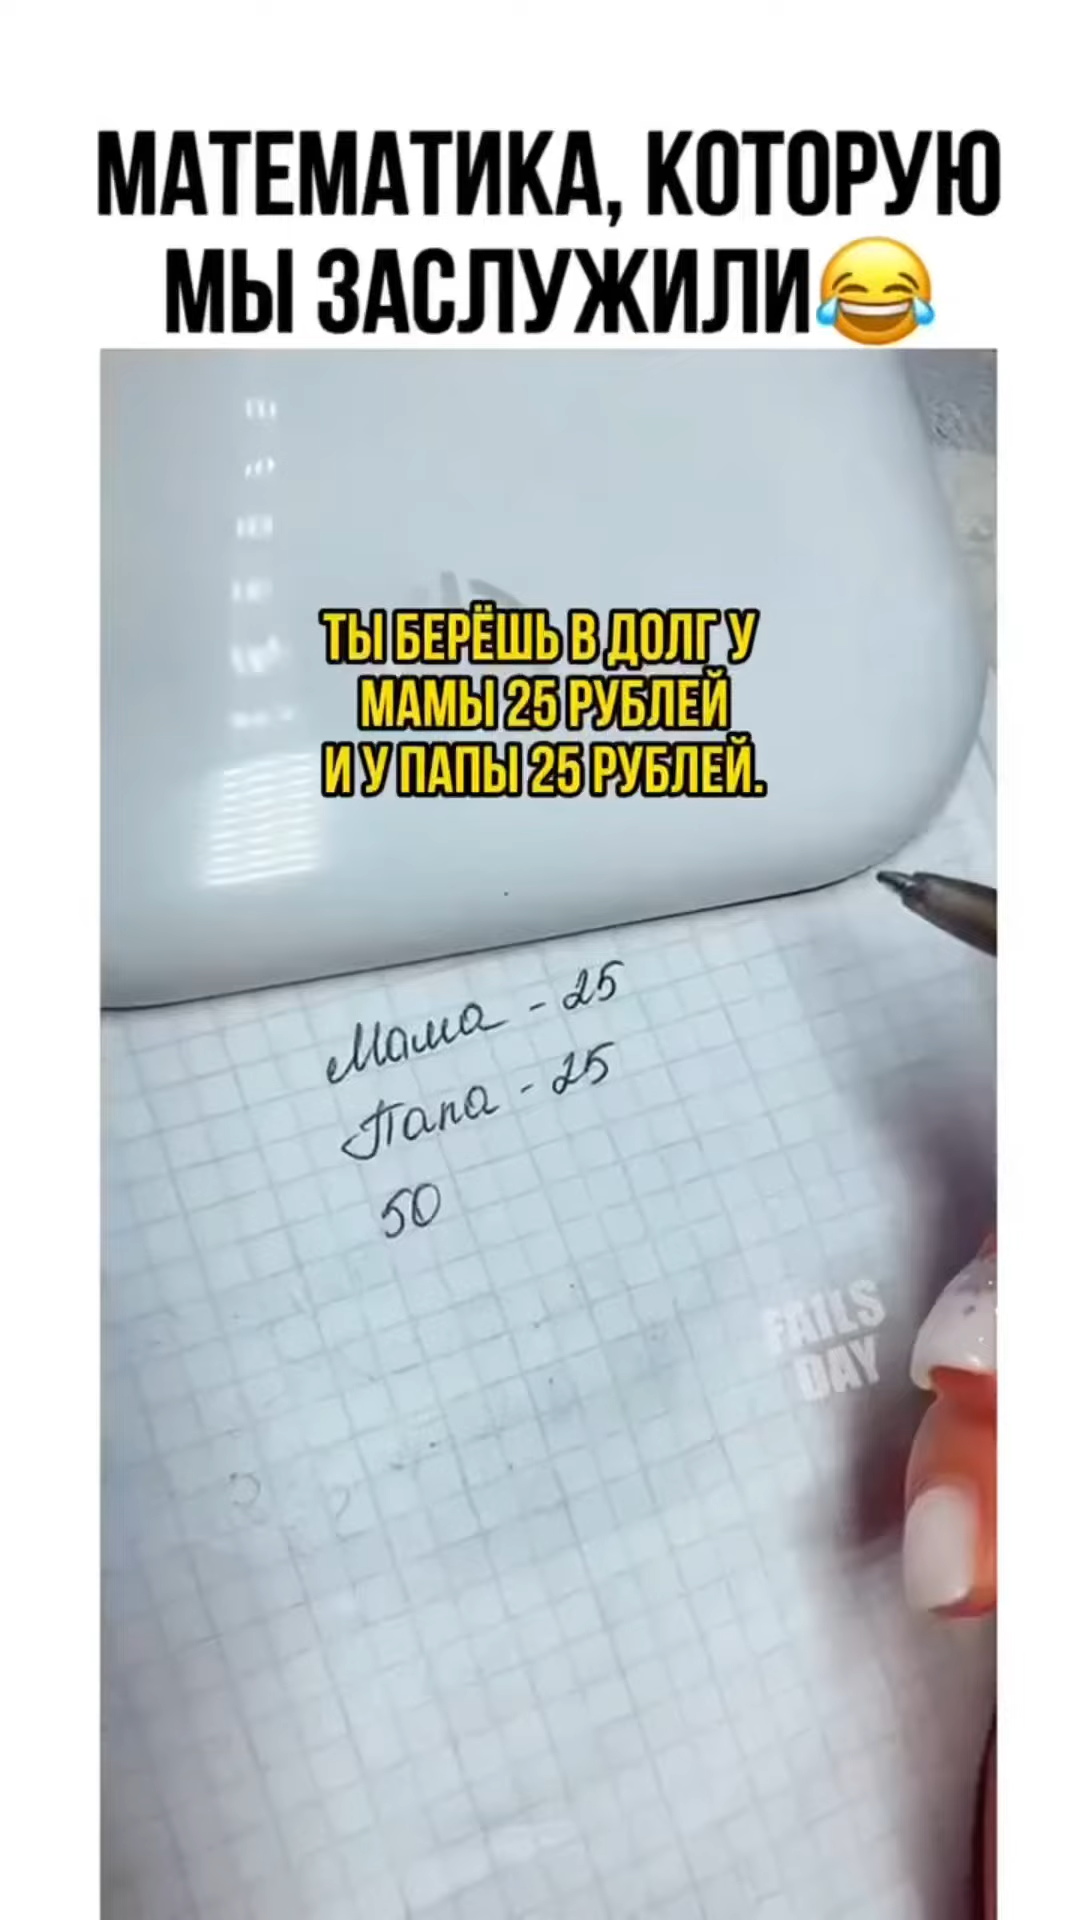 МАТЕМАТИКА, КОТОРУЮ
МЫ ЗАСЛУЖИЛИ😂
ТЫ БЕРЁШЬ В ДОЛГ У
МАМЫ 25 РУБЛЕЙ
И У ПАПЫ 25 РУБЛЕЙ.
Мама - 25
Папа - 25
50
FAILS
DAY